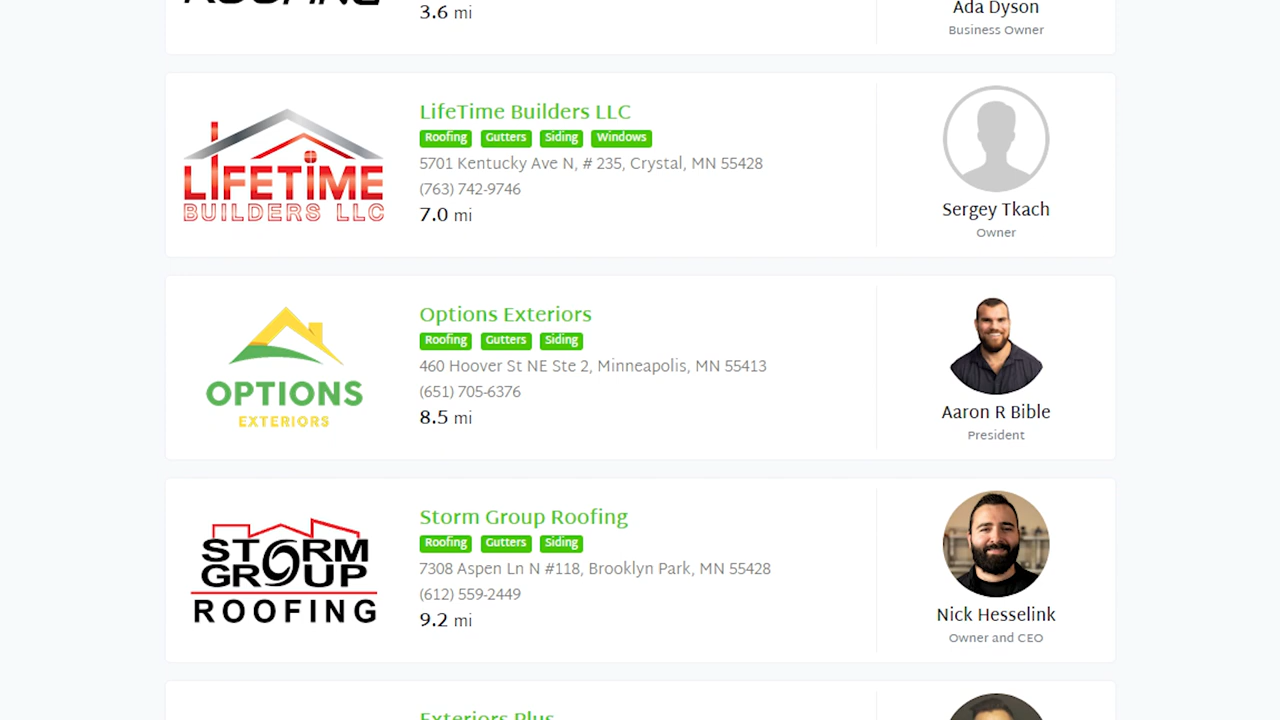 ROOFING
3.6 mi
Ada Dyson
Business Owner
LIFETIME
BUILDERS LLC
LifeTime Builders LLC
Roofing Gutters Siding Windows
5701 Kentucky Ave N, # 235, Crystal, MN 55428
(763) 742-9746
7.0 mi
Sergey Tkach
Owner
OPTIONS
EXTERIORS
Options Exteriors
Roofing Gutters Siding
460 Hoover St NE Ste 2, Minneapolis, MN 55413
(651) 705-6376
8.5 mi
Aaron R Bible
President
STORM
GROUP
ROOFING
Storm Group Roofing
Roofing Gutters Siding
7308 Aspen Ln N #118, Brooklyn Park, MN 55428
(612) 559-2449
9.2 mi
Nick Hesselink
Owner and CEO
Exteriors Plus